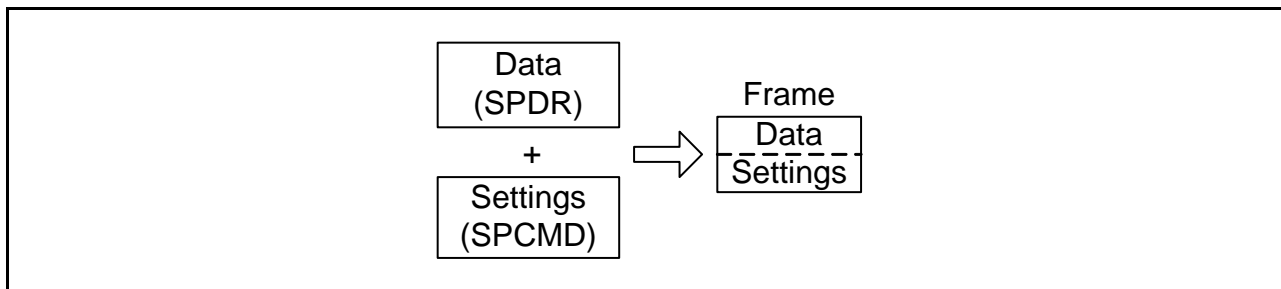 Data
(SPDR)
+
Settings
(SPCMD)
Frame
Data
Settings